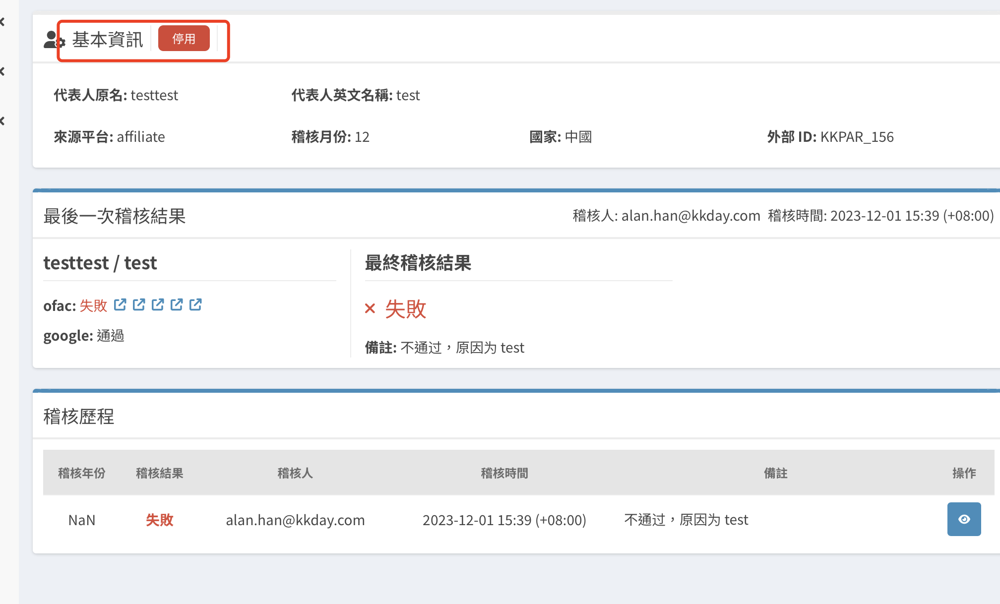 基本資訊 停用
代表人原名: testtest 代表人英文名稱: test
來源平台: affiliate 稽核月份: 12 國家: 中國 外部 ID: KKPAR_156
最後一次稽核結果 稽核人: alan.han@kkday.com 稽核時間: 2023-12-01 15:39 (+08:00)
testtest / test
ofac: 失敗
google: 通過
最終稽核結果
失敗
備註: 不通过，原因为 test
稽核歷程
稽核年份 稽核結果 稽核人 稽核時間 備註 操作
NaN 失敗 alan.han@kkday.com 2023-12-01 15:39 (+08:00) 不通过，原因为 test